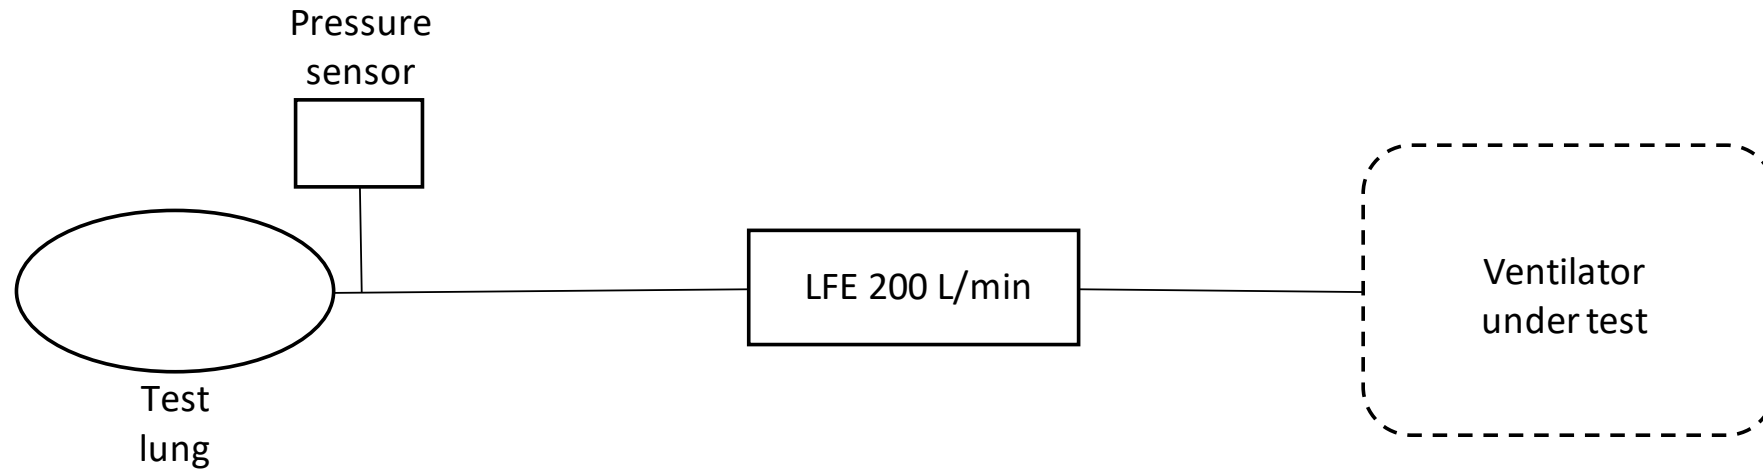 Pressure
sensor
LFE 200 L/min
Ventilator
under test
Test
lung